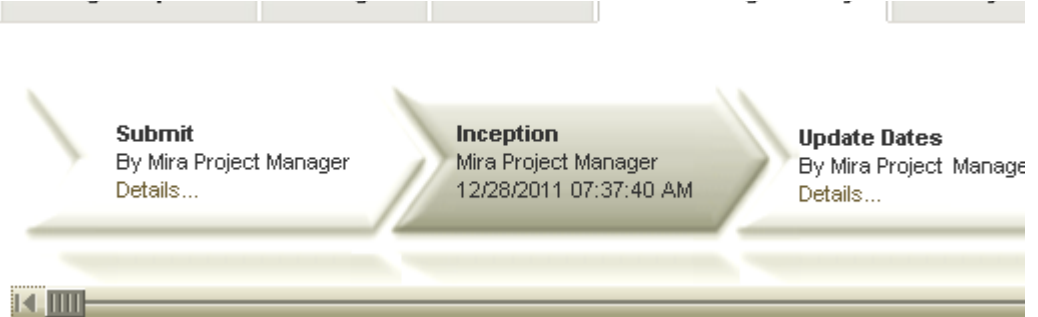 Submit
By Mira Project Manager
Details...
Inception
Mira Project Manager
12/28/2011 07:37:40 AM
Update Dates
By Mira Project Manage
Details...